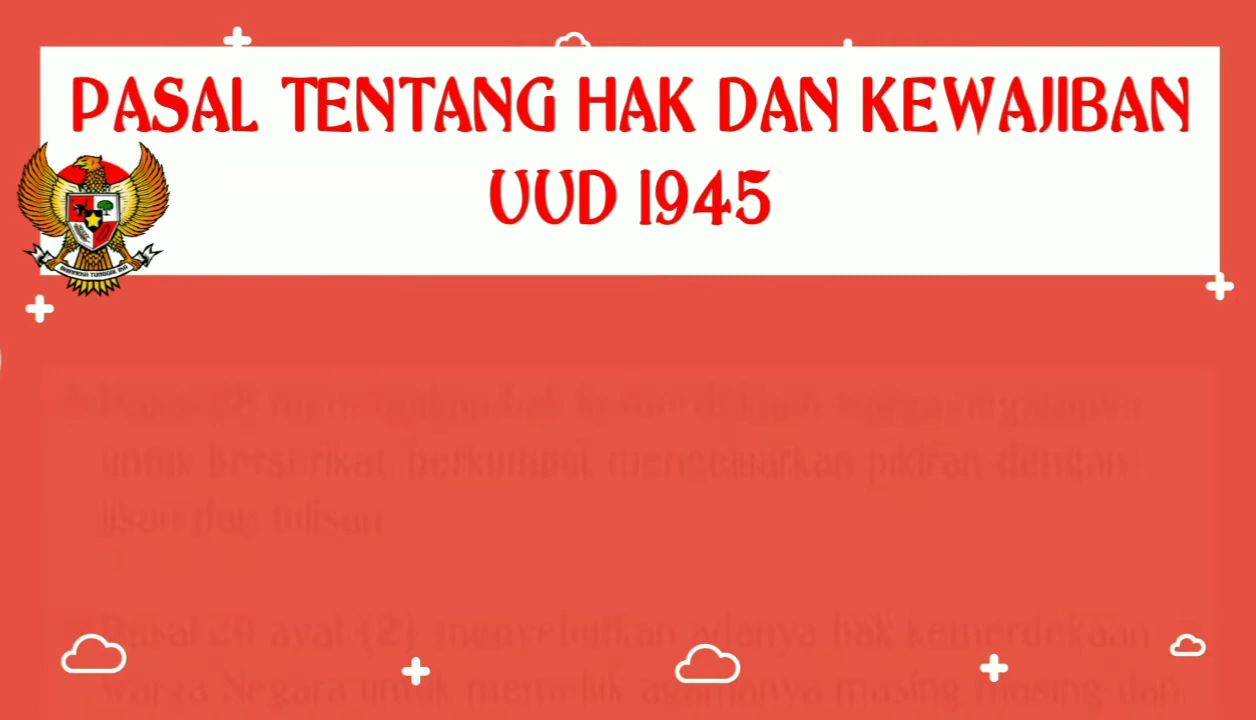 PASAL TENTANG HAK DAN KEWAJIBAN
UUD 1945
untuk berserikat, berkumpul mengeluarkan pikiran dengan
lisan dan tulisan
Pasal 29 ayat (2) menyebutkan adanya hak kemerdekaan
warga Negara untuk memeluk agamanya masing masing dan